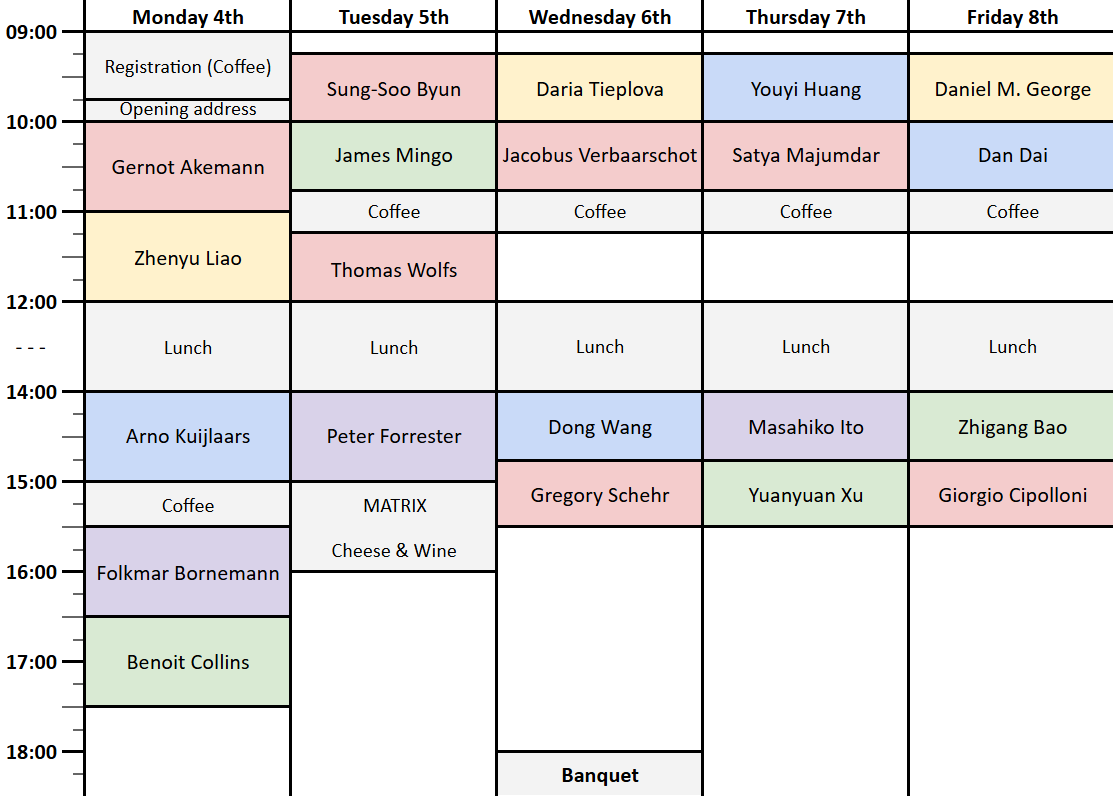 Monday 4th Tuesday 5th Wednesday 6th Thursday 7th Friday 8th
09:00
Registration (Coffee)
Sung-Soo Byun Daria Tieplova Youyi Huang Daniel M. George
Opening address
10:00
Gernot Akemann James Mingo Jacobus Verbaarschot Satya Majumdar Dan Dai
11:00 Coffee Coffee Coffee Coffee
Zhenyu Liao Thomas Wolfs
12:00
- - - Lunch Lunch Lunch Lunch Lunch
14:00
Arno Kuijlaars Peter Forrester Dong Wang Masahiko Ito Zhigang Bao
15:00
Coffee MATRIX Gregory Schehr Yuanyuan Xu Giorgio Cipolloni
Cheese & Wine
16:00 Folkmar Bornemann
17:00 Benoit Collins
18:00
Banquet